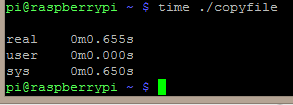 pi@raspberrypi ~ $ time ./copyfile
real 0m0.655s
user 0m0.000s
sys 0m0.650s
pi@raspberrypi ~ $